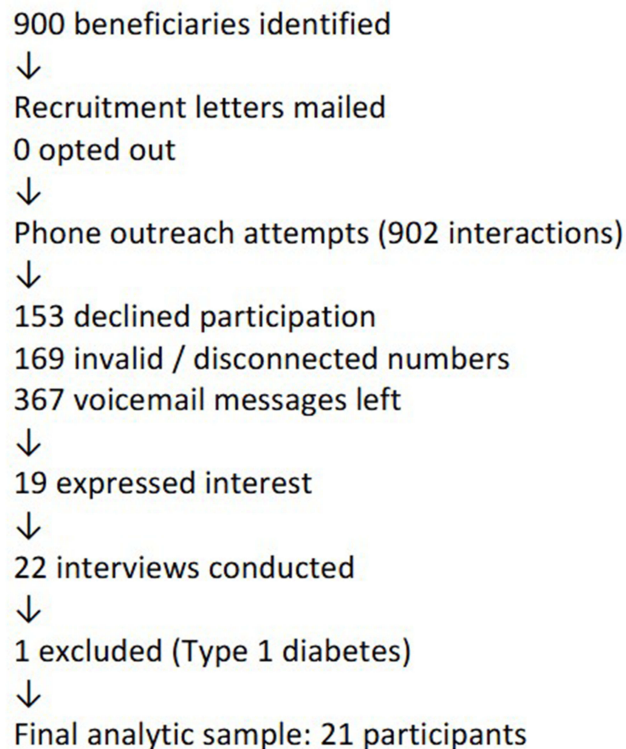 900 beneficiaries identified
↓
Recruitment letters mailed
0 opted out
↓
Phone outreach attempts (902 interactions)
↓
153 declined participation
169 invalid / disconnected numbers
367 voicemail messages left
↓
19 expressed interest
↓
22 interviews conducted
↓
1 excluded (Type 1 diabetes)
↓
Final analytic sample: 21 participants